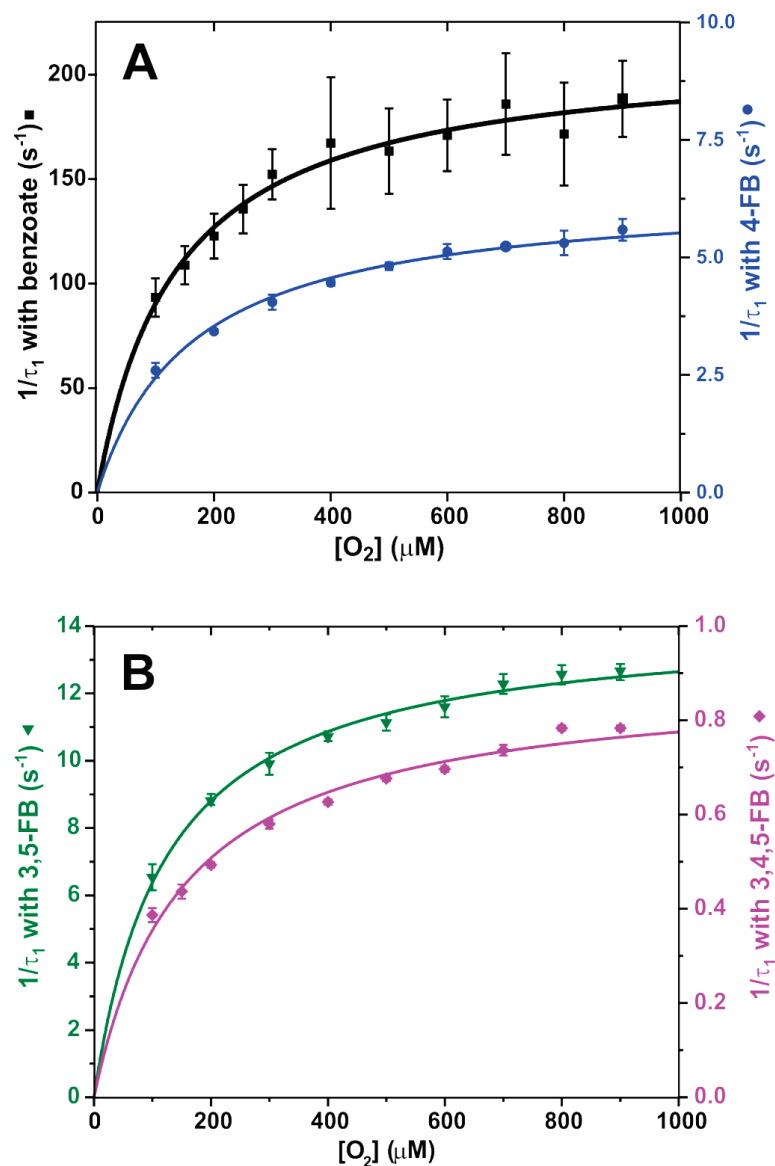 A
1/τ₁ with benzoate (s⁻¹) ■
200
150
100
50
0
10.0
7.5
5.0
2.5
0.0
1/τ₁ with 4-FB (s⁻¹) ●
0 200 400 600 800 1000
[O₂] (μM)
B
1/τ₁ with 3,5-FB (s⁻¹) ▼
14
12
10
8
6
4
2
0
1.0
0.8
0.6
0.4
0.2
0.0
1/τ₁ with 3,4,5-FB (s⁻¹) ◆
0 200 400 600 800 1000
[O₂] (μM)